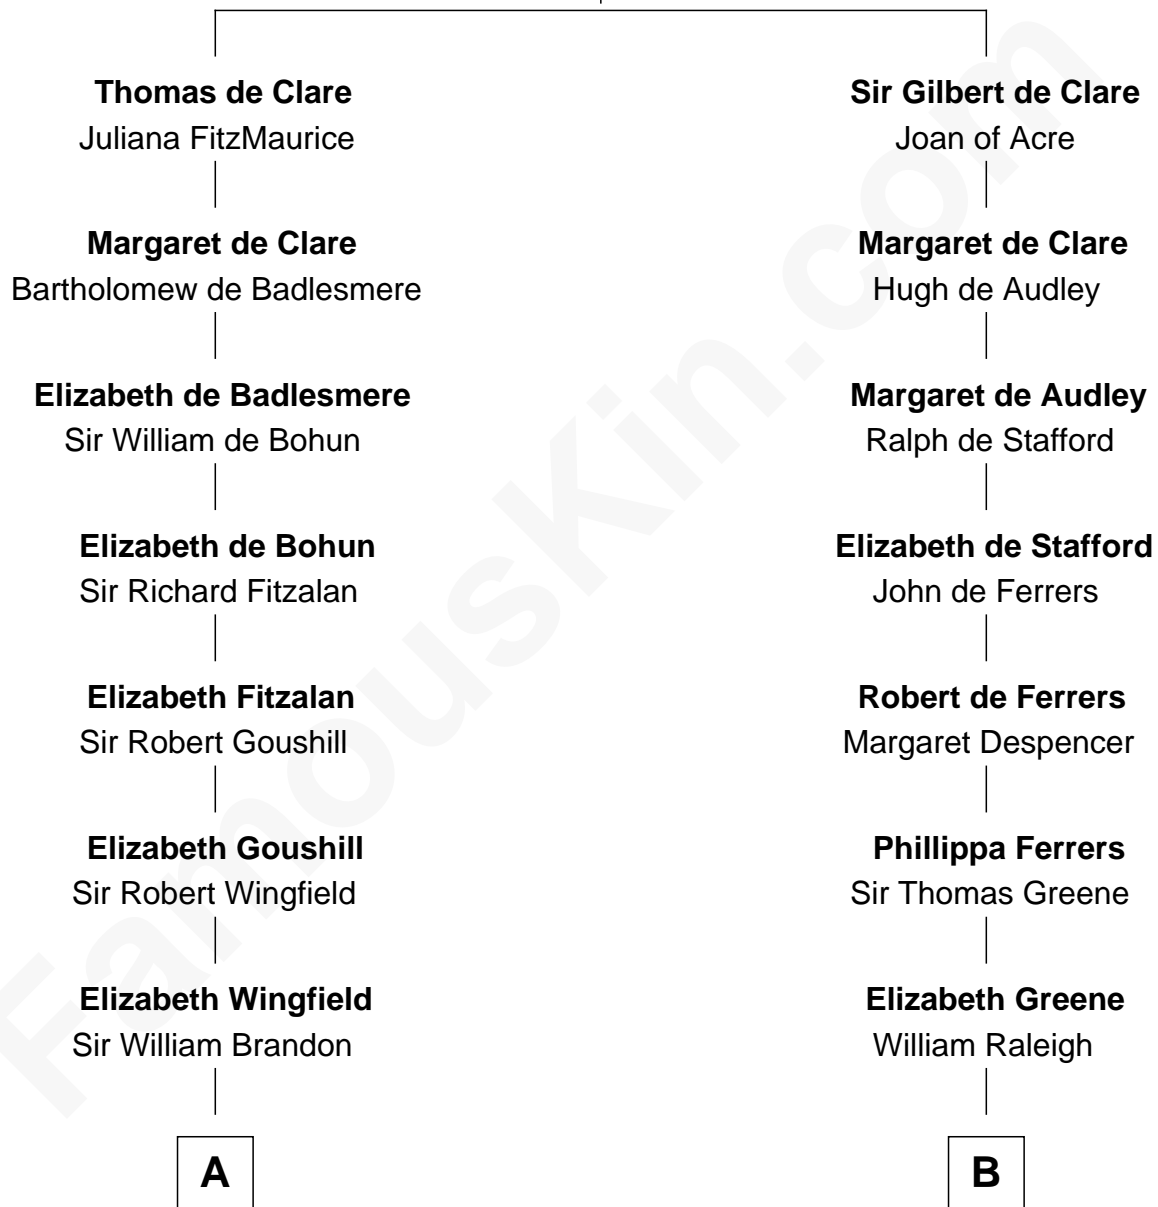 Thomas de Clare
Juliana FitzMaurice
Margaret de Clare
Bartholomew de Badlesmere
Elizabeth de Badlesmere
Sir William de Bohun
Elizabeth de Bohun
Sir Richard Fitzalan
Elizabeth Fitzalan
Sir Robert Goushill
Elizabeth Goushill
Sir Robert Wingfield
Elizabeth Wingfield
Sir William Brandon
A
Sir Gilbert de Clare
Joan of Acre
Margaret de Clare
Hugh de Audley
Margaret de Audley
Ralph de Stafford
Elizabeth de Stafford
John de Ferrers
Robert de Ferrers
Margaret Despencer
Phillippa Ferrers
Sir Thomas Greene
Elizabeth Greene
William Raleigh
B
FamousKin.com